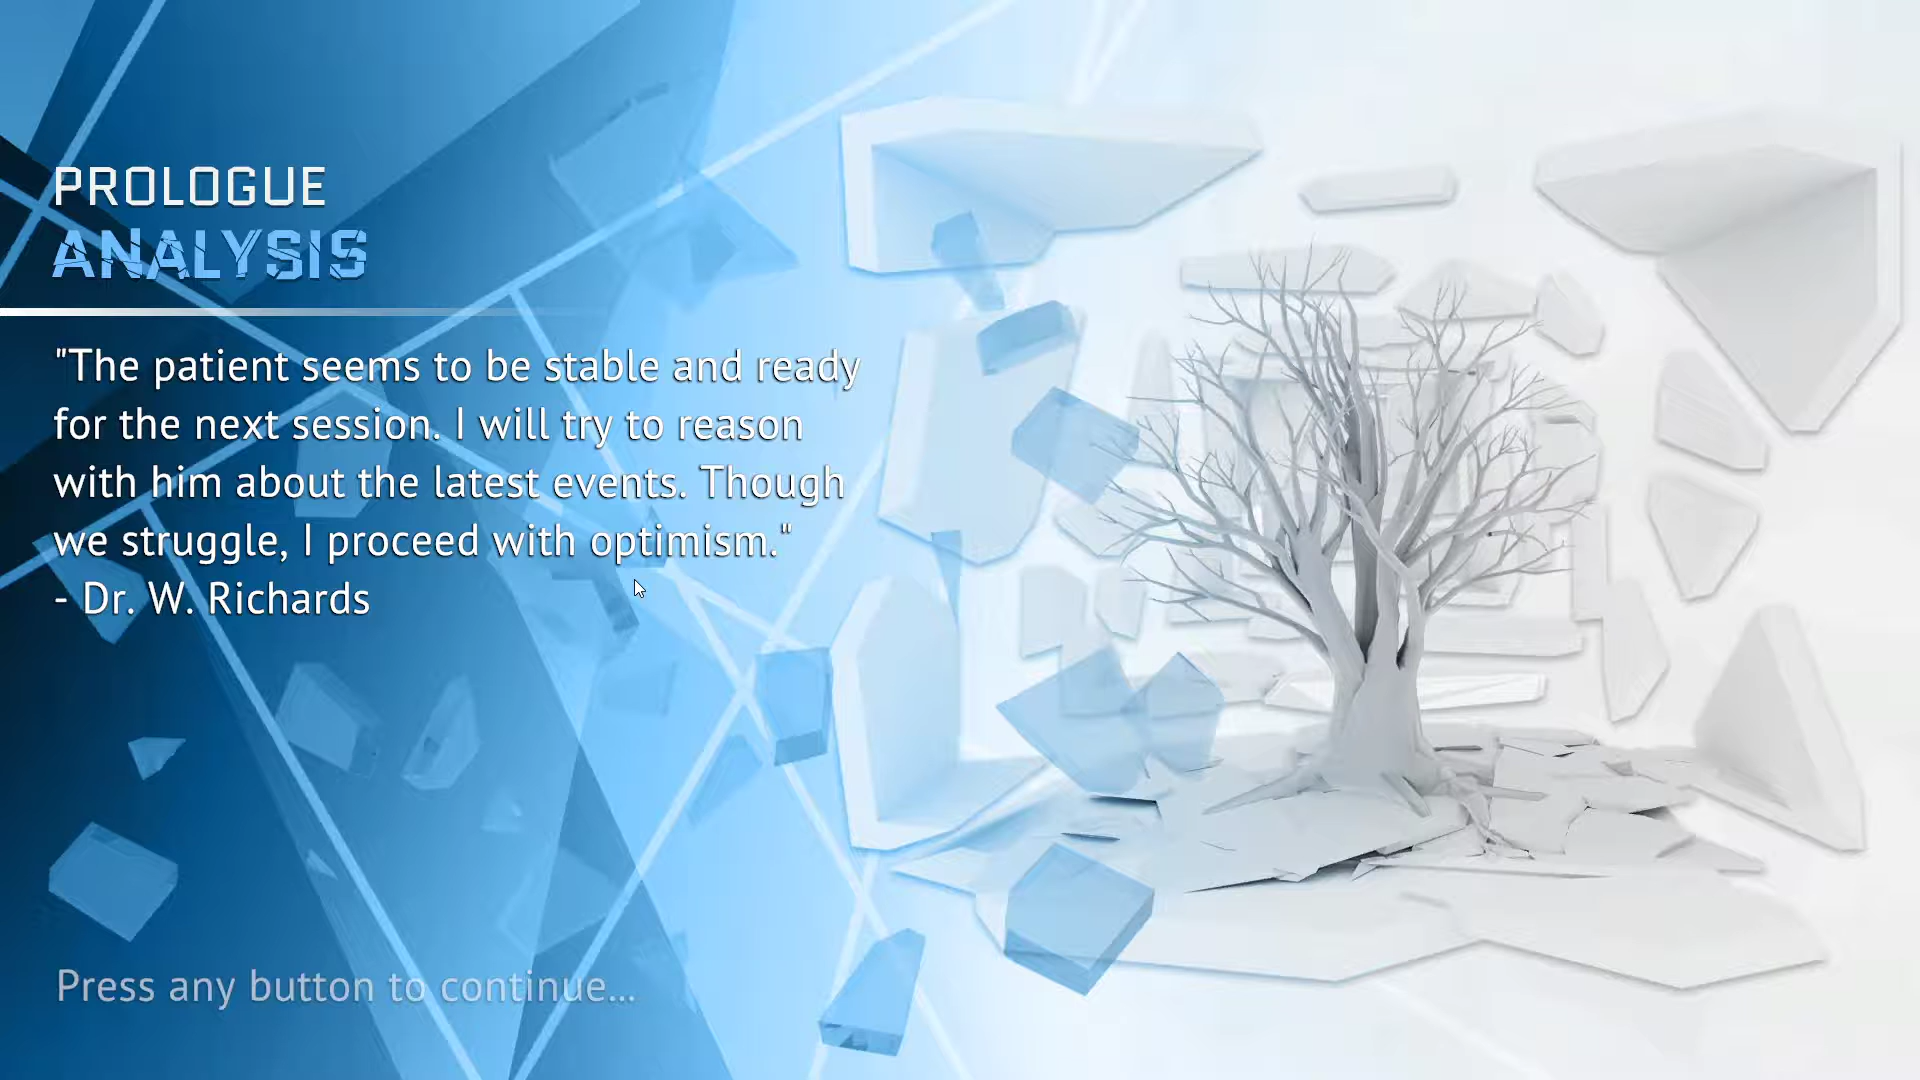 PROLOGUE
ANALYSIS
"The patient seems to be stable and ready
for the next session. I will try to reason
with him about the latest events. Though
we struggle, I proceed with optimism."
- Dr. W. Richards
Press any button to continue...